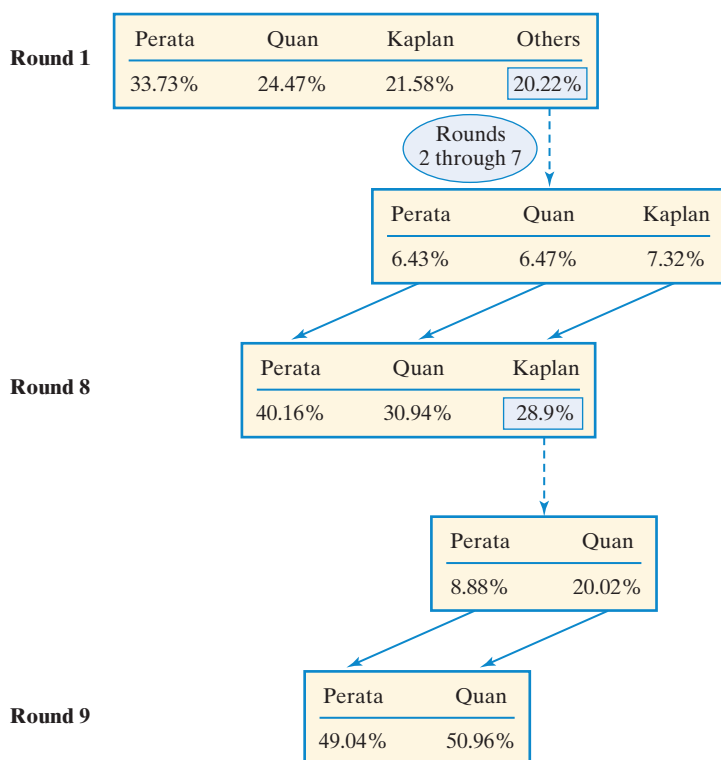 Perata Quan Kaplan Others
Round 1
33.73% 24.47% 21.58% 20.22%
Rounds
2 through 7
Perata Quan Kaplan
6.43% 6.47% 7.32%
Perata Quan Kaplan
Round 8
40.16% 30.94% 28.9%
Perata Quan
8.88% 20.02%
Perata Quan
Round 9
49.04% 50.96%